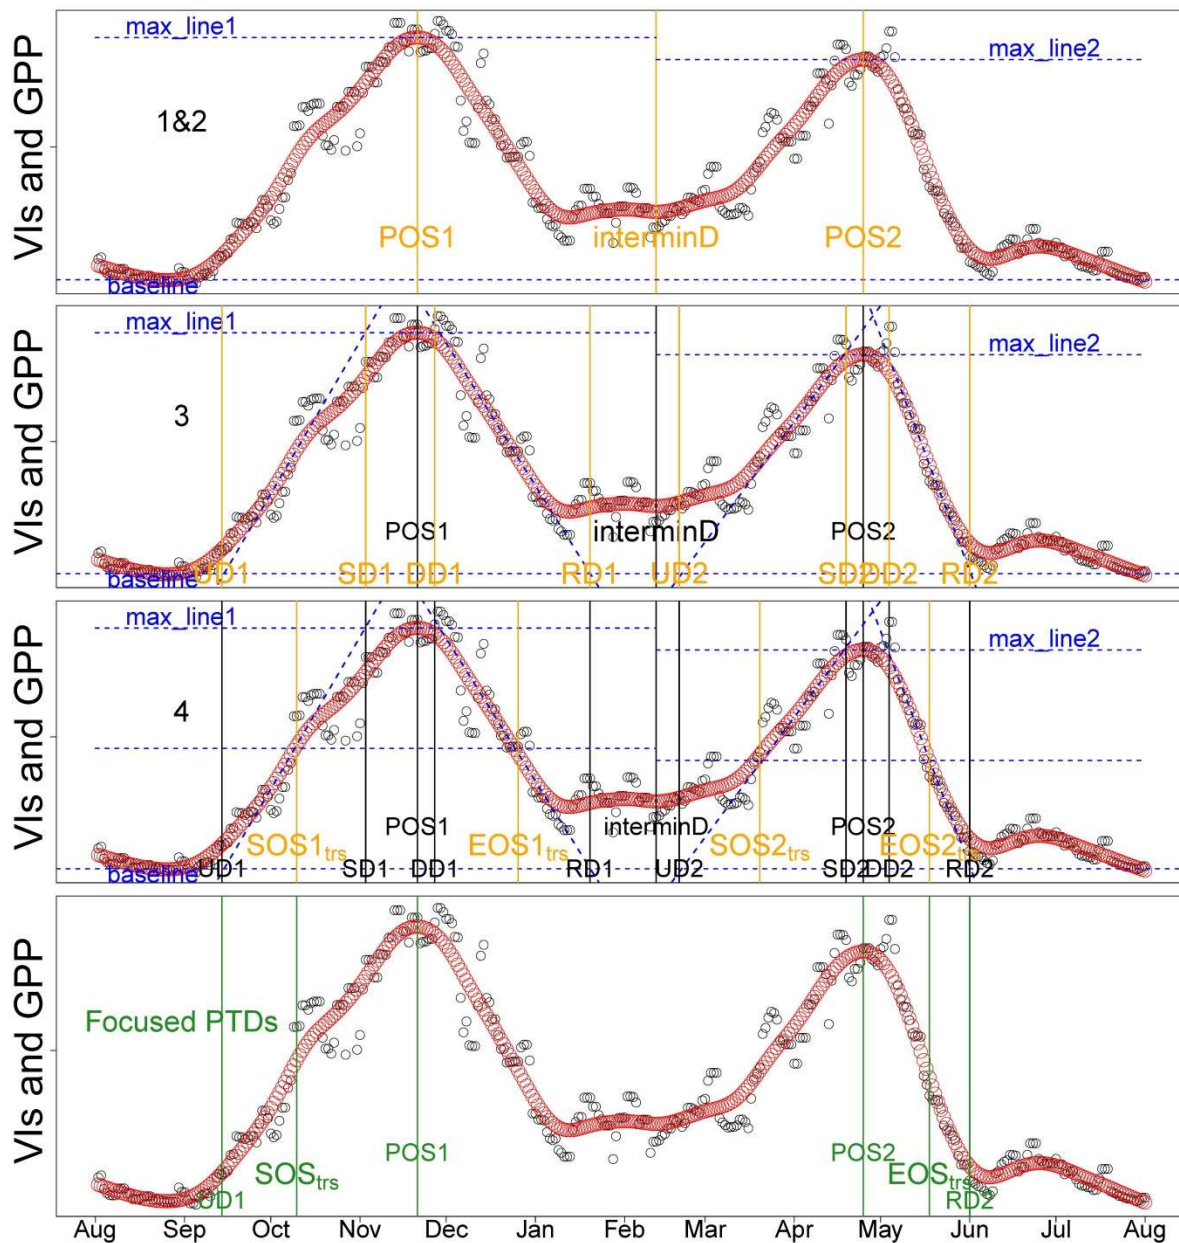 VIs and GPP
max_line1
max_line2
1&2
POS1
interminD
POS2
baseline
VIs and GPP
max_line1
max_line2
3
POS1
interminD
POS2
baseline
UD1
SD1
DD1
RD1
UD2
SD2
DD2
RD2
VIs and GPP
max_line1
max_line2
4
POS1
interminD
POS2
SOS1trs
EOS1trs
SOS2trs
EOS2trs
baseline
UD1
SD1
DD1
RD1
UD2
SD2
DD2
RD2
VIs and GPP
Focused PTDs
POS1
POS2
SOStrs
EOStrs
UD1
RD2
Aug Sep Oct Nov Dec Jan Feb Mar Apr May Jun Jul Aug